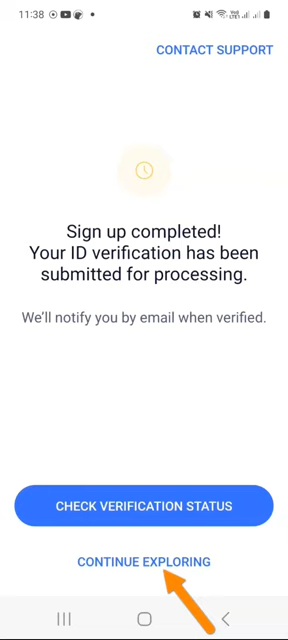 11:38
CONTACT SUPPORT
Sign up completed!
Your ID verification has been
submitted for processing.
We'll notify you by email when verified.
CHECK VERIFICATION STATUS
CONTINUE EXPLORING